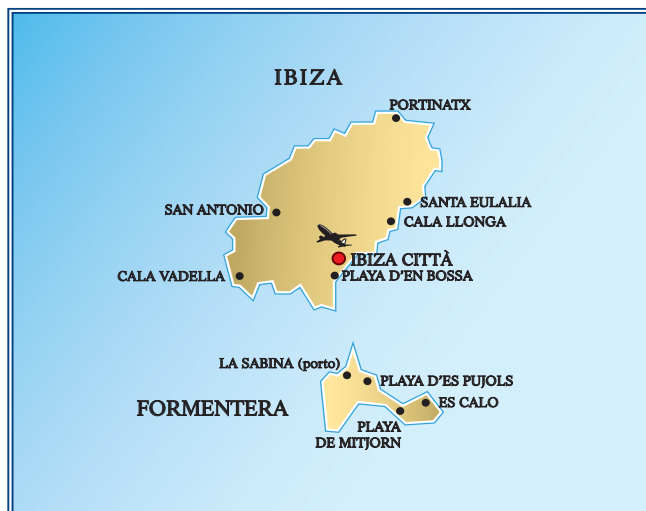 IBIZA
PORTINATX
SANTA EULALIA
SAN ANTONIO
CALA LLONGA
IBIZA CITTÀ
CALA VADELLA
PLAYA D'EN BOSSA
LA SABINA (porto)
PLAYA D'ES PUJOLS
ES CALO
FORMENTERA
PLAYA
DE MITJORN